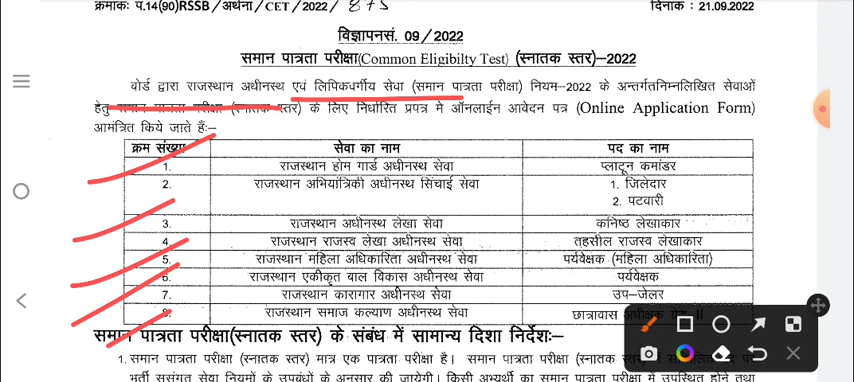 क्रमांकः प.14(90)RSSB/अर्थना/CET/2022/ 875 दिनांक : 21.09.2022
विज्ञापनसं. 09/2022
समान पात्रता परीक्षा(Common Eligibilty Test) (स्नातक स्तर)–2022
बोर्ड द्वारा राजस्थान अधीनस्थ एवं लिपिकवर्गीय सेवा (समान पात्रता परीक्षा) नियम–2022 के अन्तर्गतनिम्नलिखित सेवाओं
हेतु समान पात्रता परीक्षा (स्नातक स्तर) के लिए निर्धारित प्रपत्र मे ऑनलाईन आवेदन पत्र (Online Application Form)
आमंत्रित किये जाते हैः–
क्रम संख्या सेवा का नाम पद का नाम
1. राजस्थान होम गार्ड अधीनस्थ सेवा प्लाटून कमांडर
2. राजस्थान अभियांत्रिकी अधीनस्थ सिंचाई सेवा 1. जिलेदार
2. पटवारी
3. राजस्थान अधीनस्थ लेखा सेवा कनिष्ठ लेखाकार
4. राजस्थान राजस्व लेखा अधीनस्थ सेवा तहसील राजस्व लेखाकार
5. राजस्थान महिला अधिकारिता अधीनस्थ सेवा पर्यवेक्षक (महिला अधिकारिता)
6. राजस्थान एकीकृत बाल विकास अधीनस्थ सेवा पर्यवेक्षक
7. राजस्थान कारागार अधीनस्थ सेवा उप–जेलर
8. राजस्थान समाज कल्याण अधीनस्थ सेवा छात्रावास अधीक्षक ग्रेड–II
समान पात्रता परीक्षा(स्नातक स्तर) के संबंध में सामान्य दिशा निर्देशः–
1. समान पात्रता परीक्षा (स्नातक स्तर) मात्र एक पात्रता परीक्षा है। समान पात्रता परीक्षा (स्नातक
भर्ती सुसंगत सेवा नियमों के उपबंधों के अनुसार की जायेगी। किसी अभ्यर्थी का समान पात्रता परीक्षा में उपस्थित होने तथा